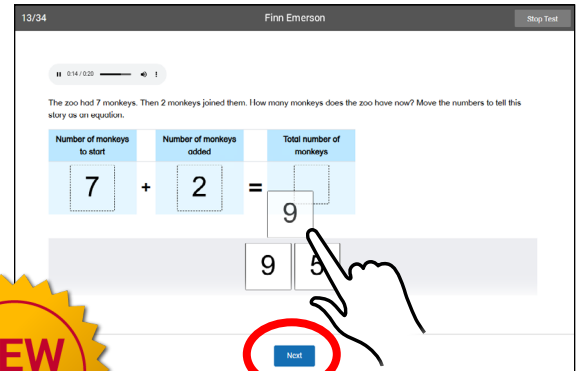 13/34
Finn Emerson
Stop Test
0:14 / 0:20
The zoo had 7 monkeys. Then 2 monkeys joined them. How many monkeys does the zoo have now? Move the numbers to tell this
story as an equation.
Number of monkeys
to start
Number of monkeys
added
Total number of
monkeys
7 + 2 =
9
9 5
EW
Next